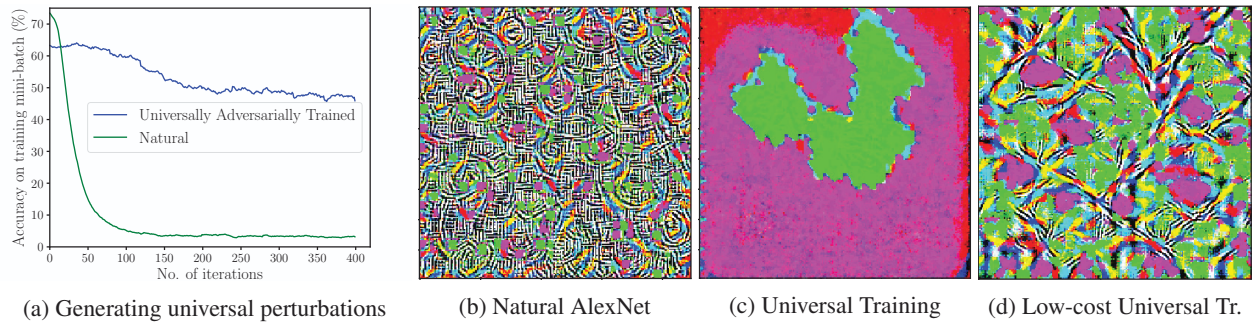 Accuracy on training mini-batch (%)
70
60
50
40
30
20
10
0
Universally Adversarially Trained
Natural
0 50 100 150 200 250 300 350 400
No. of iterations
(a) Generating universal perturbations
(b) Natural AlexNet
(c) Universal Training
(d) Low-cost Universal Tr.